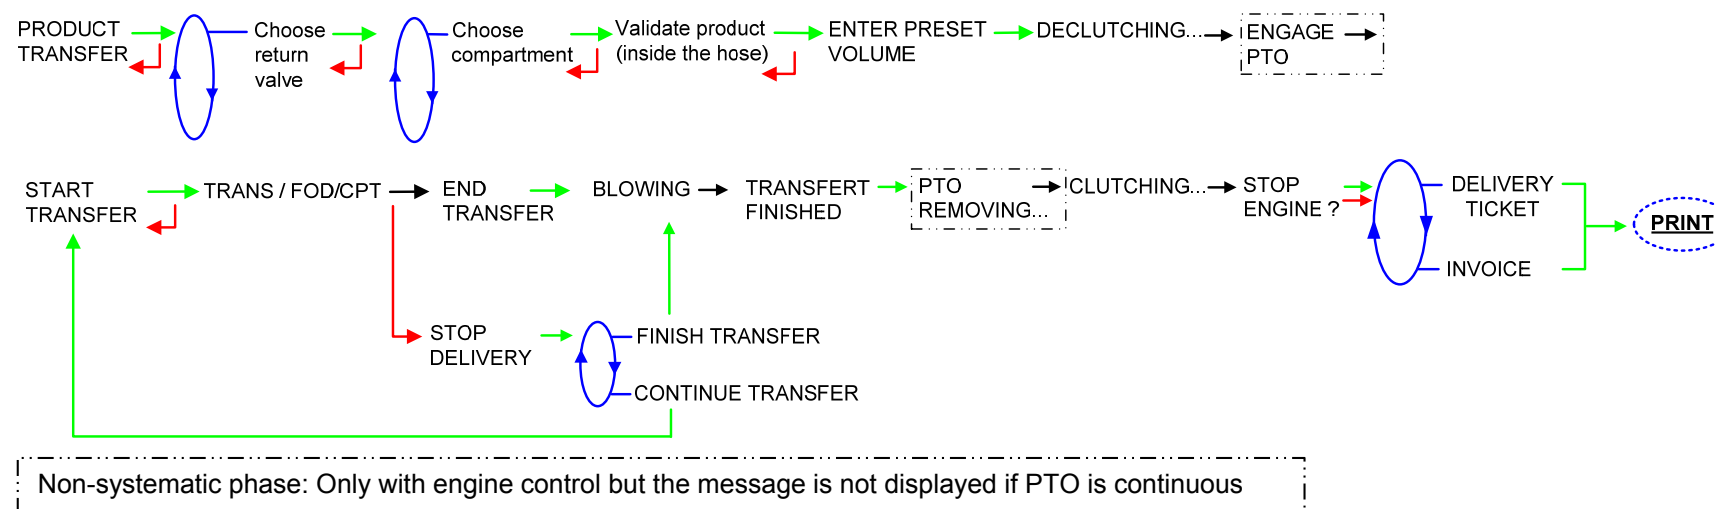 PRODUCT
TRANSFER
Choose
return
valve
Choose
compartment
Validate product
(inside the hose)
ENTER PRESET
VOLUME
DECLUTCHING...
ENGAGE
PTO
START
TRANSFER
TRANS / FOD/CPT
END
TRANSFER
BLOWING
TRANSFERT
FINISHED
PTO
REMOVING...
CLUTCHING...
STOP
ENGINE ?
DELIVERY
TICKET
INVOICE
PRINT
STOP
DELIVERY
FINISH TRANSFER
CONTINUE TRANSFER
Non-systematic phase: Only with engine control but the message is not displayed if PTO is continuous